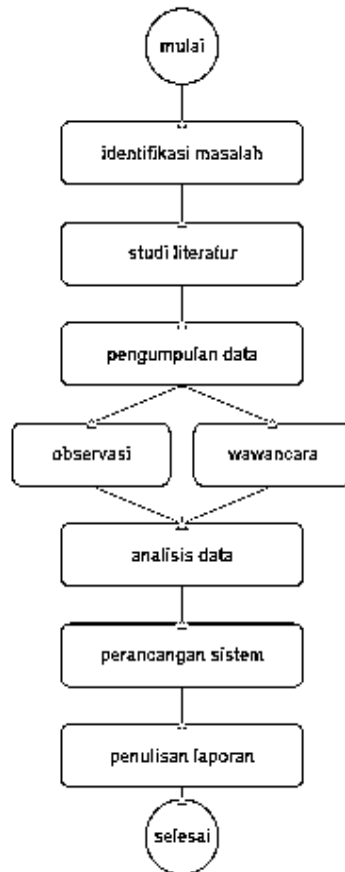 mulai
identifikasi masalah
studi literatur
pengumpulan data
observasi
wawancara
analisis data
perancangan sistem
penulisan laporan
selesai